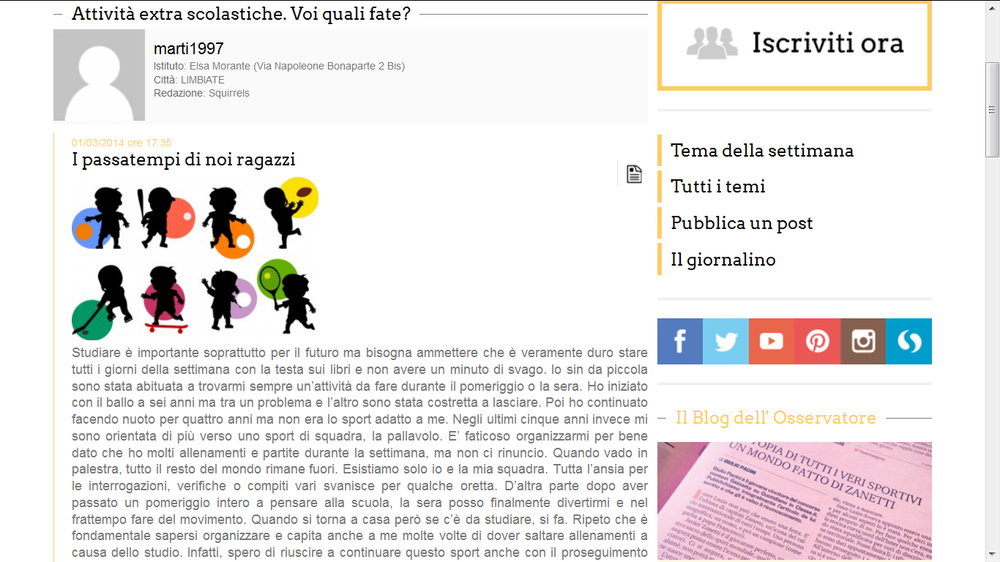 Attività extra scolastiche. Voi quali fate?
marti1997
Istituto: Elsa Morante (Via Napoleone Bonaparte 2 Bis)
Città: LIMBIATE
Redazione: Squirrels
01/03/2014 ore 17:35
I passatempi di noi ragazzi
Studiare è importante soprattutto per il futuro ma bisogna ammettere che è veramente duro stare
tutti i giorni della settimana con la testa sui libri e non avere un minuto di svago. Io sin da piccola
sono stata abituata a trovarmi sempre un’attività da fare durante il pomeriggio o la sera. Ho iniziato
con il ballo a sei anni ma tra un problema e l’altro sono stata costretta a lasciare. Poi ho continuato
facendo nuoto per quattro anni ma non era lo sport adatto a me. Negli ultimi cinque anni invece mi
sono orientata di più verso uno sport di squadra, la pallavolo. E’ faticoso organizzarmi per bene
dato che ho molti allenamenti e partite durante la settimana, ma non ci rinuncio. Quando vado in
palestra, tutto il resto del mondo rimane fuori. Esistiamo solo io e la mia squadra. Tutta l’ansia per
le interrogazioni, verifiche o compiti vari svanisce per qualche oretta. D’altra parte dopo aver
passato un pomeriggio intero a pensare alla scuola, la sera posso finalmente divertirmi e nel
frattempo fare del movimento. Quando si torna a casa però se c’è da studiare, si fa. Ripeto che è
fondamentale sapersi organizzare e capita anche a me molte volte di dover saltare allenamenti a
causa dello studio. Infatti, spero di riuscire a continuare questo sport anche con il proseguimento
Iscriviti ora
Tema della settimana
Tutti i temi
Pubblica un post
Il giornalino
Il Blog dell' Osservatore
TOPIA DI TUTTI I VERI SPORTIVI
UN MONDO FATTO DI ZANETTI
di GIULIO PACINI
Giulio Pacini è il giovane vincitore del concorso